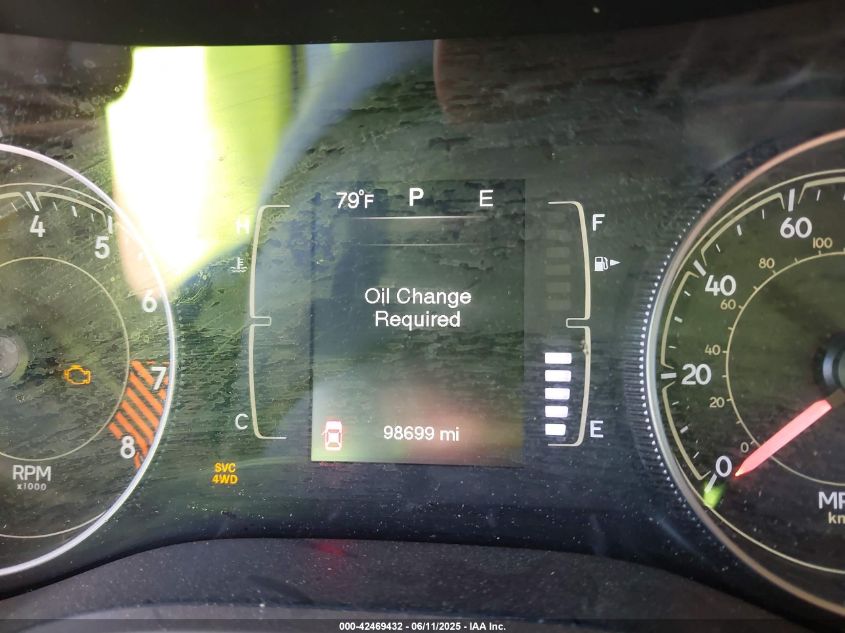 79°F P E
Oil Change
Required
98699 mi
H
C
F
E
4
5
6
7
8
RPM
x1000
SVC
4WD
60
40
20
0
100
80
60
40
20
0
000-42469432 - 06/11/2025 - IAA Inc.